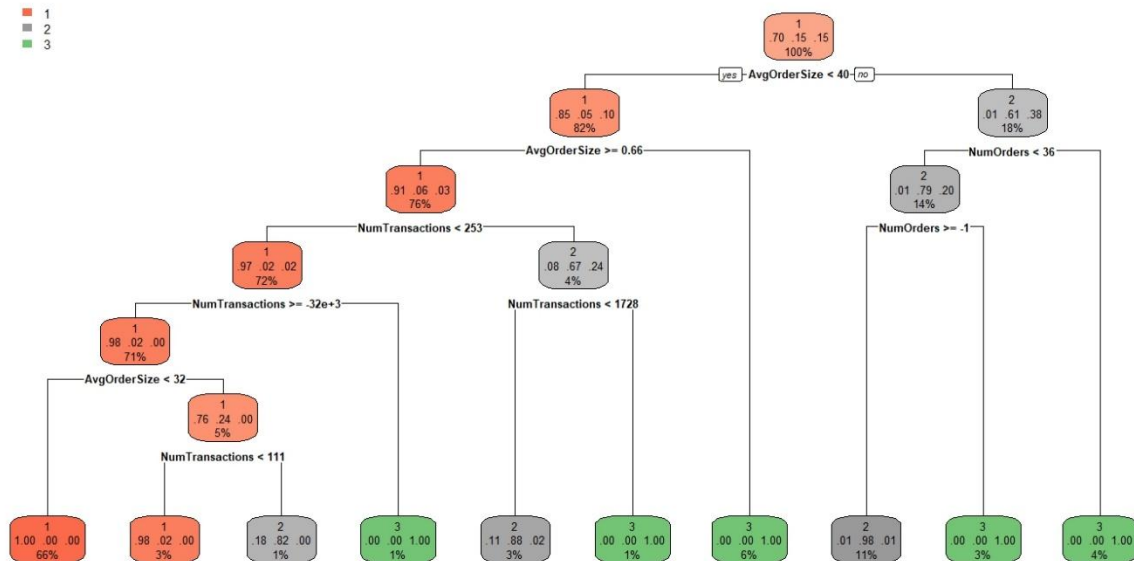 1
2
3
1
.70 .15 .15
100%
yes AvgOrderSize < 40 no
1
.85 .05 .10
82%
2
.01 .61 .38
18%
AvgOrderSize >= 0.66
NumOrders < 36
1
.91 .06 .03
76%
2
.01 .79 .20
14%
NumTransactions < 253
NumOrders >= -1
1
.97 .02 .02
72%
2
.08 .67 .24
4%
NumTransactions >= -32e+3
NumTransactions < 1728
1
.98 .02 .00
71%
AvgOrderSize < 32
1
.76 .24 .00
5%
NumTransactions < 111
1
1.00 .00 .00
66%
1
.98 .02 .00
3%
2
.18 .82 .00
1%
3
.00 .00 1.00
1%
2
.11 .88 .02
3%
3
.00 .00 1.00
1%
3
.00 .00 1.00
6%
2
.01 .98 .01
11%
3
.00 .00 1.00
3%
3
.00 .00 1.00
4%